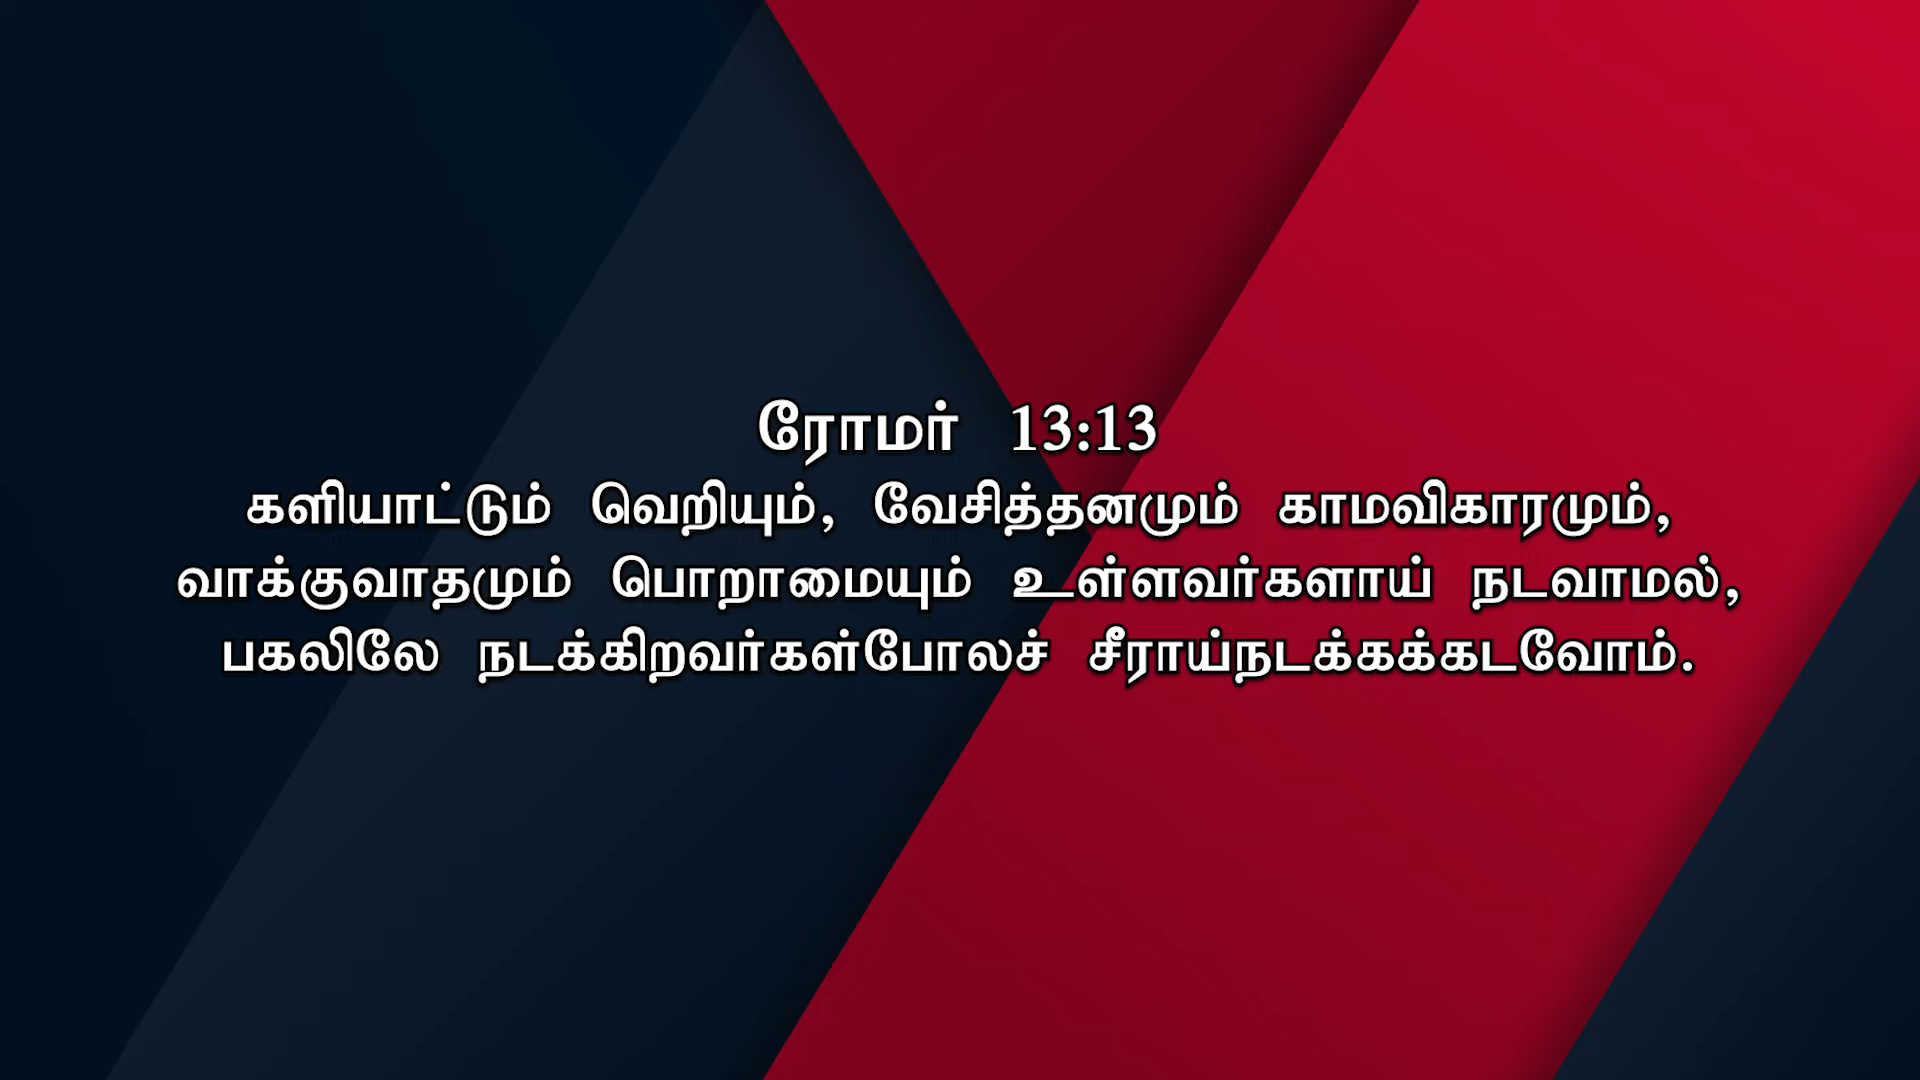 ரோமர் 13:13
களியாட்டும் வெறியும், வேசித்தனமும் காமவிகாரமும்,
வாக்குவாதமும் பொறாமையும் உள்ளவர்களாய் நடவாமல்,
பகலிலே நடக்கிறவர்கள்போலச் சீராய்நடக்கக்கடவோம்.